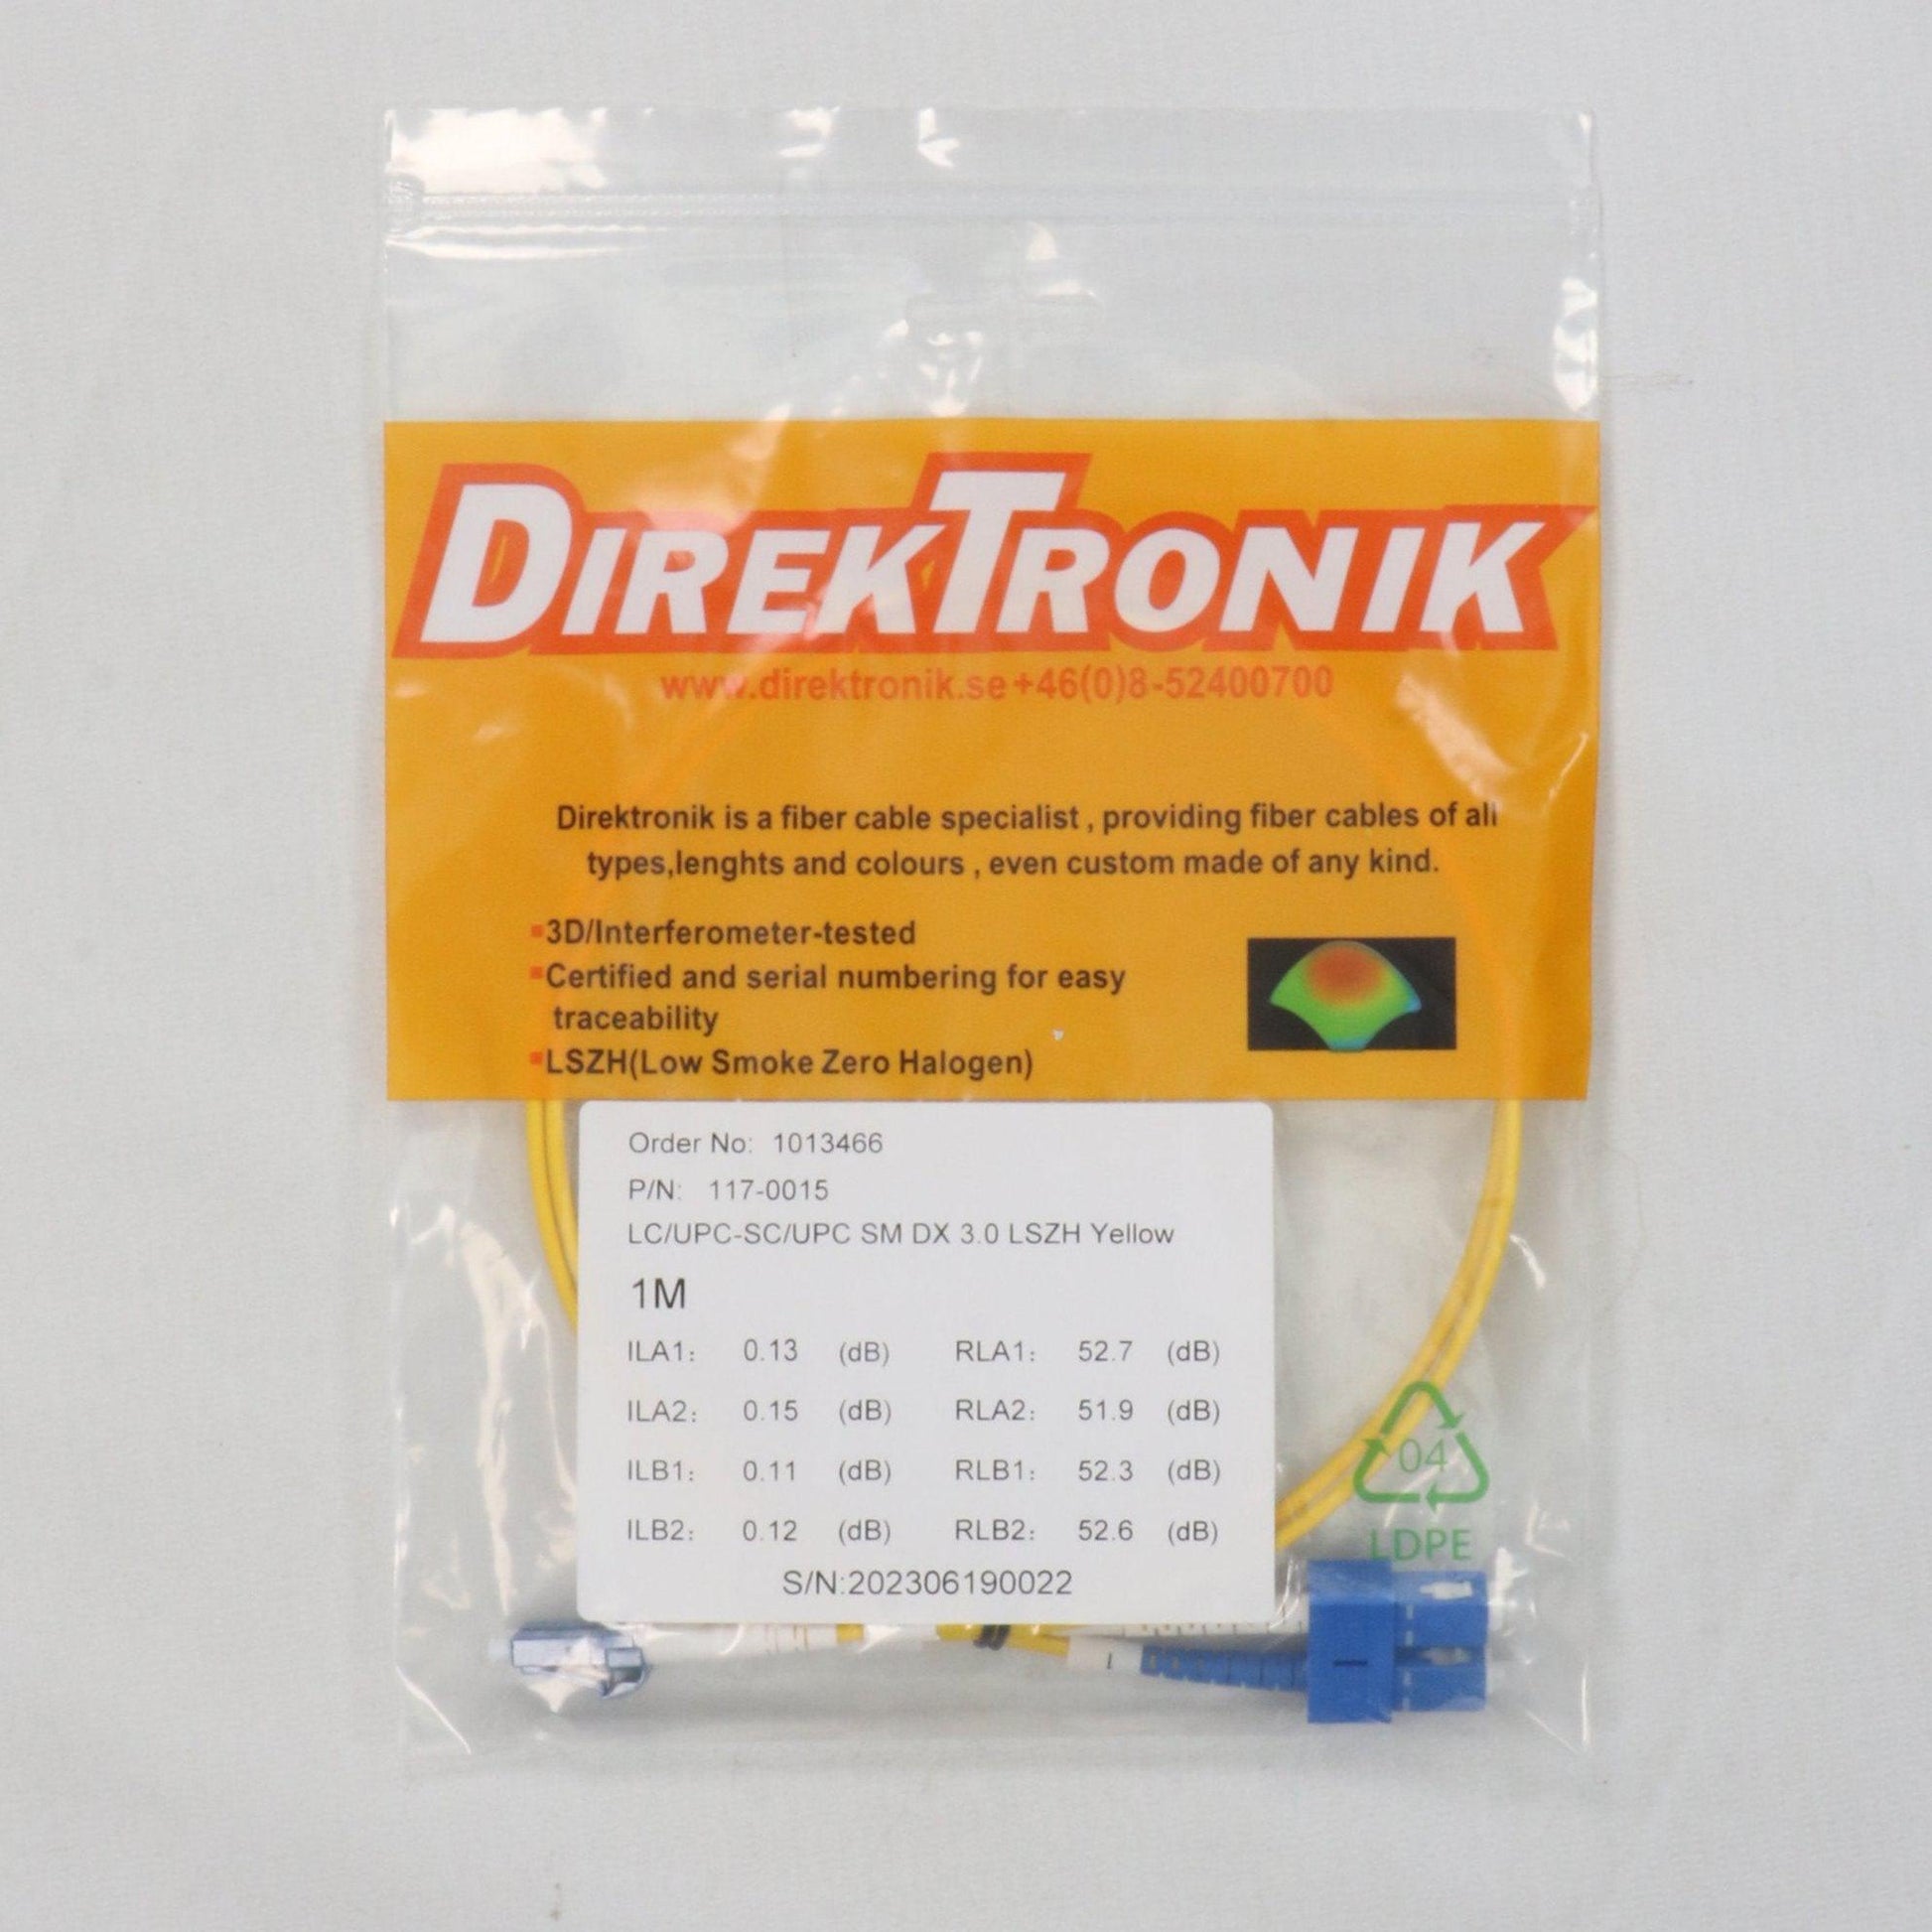 DIREKTRONIK
www.direktronik.se+46(0)8-52400700
Direktronik is a fiber cable specialist , providing fiber cables of all
types,lenghts and colours , even custom made of any kind.
▪3D/Interferometer-tested
▪Certified and serial numbering for easy
traceability
▪LSZH(Low Smoke Zero Halogen)
Order No: 1013466
P/N: 117-0015
LC/UPC-SC/UPC SM DX 3.0 LSZH Yellow
1M
ILA1: 0.13 (dB) RLA1: 52.7 (dB)
ILA2: 0.15 (dB) RLA2: 51.9 (dB)
ILB1: 0.11 (dB) RLB1: 52.3 (dB)
ILB2: 0.12 (dB) RLB2: 52.6 (dB)
S/N:202306190022
04
LDPE